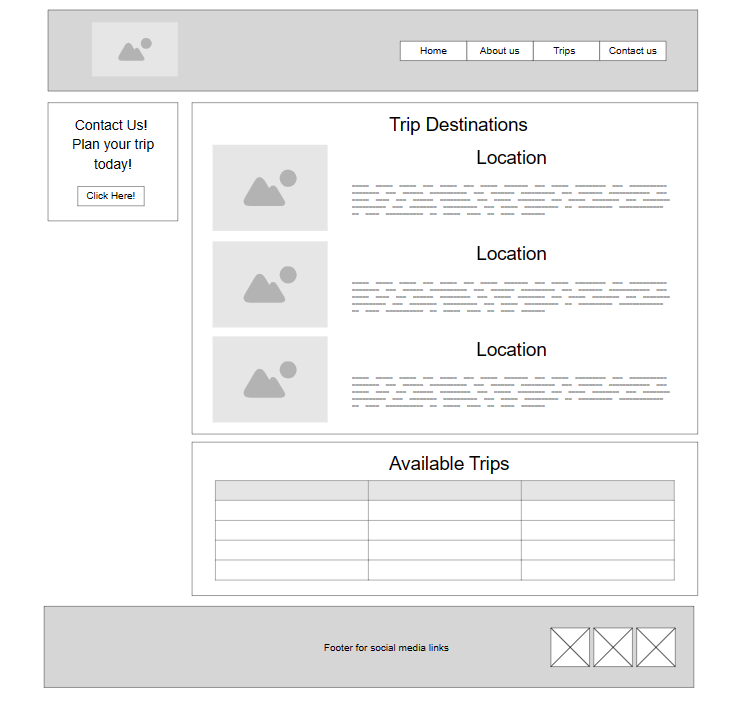 Home
About us
Trips
Contact us
Contact Us!
Plan your trip
today!
Click Here!
Trip Destinations
Location
Location
Location
Available Trips
Footer for social media links